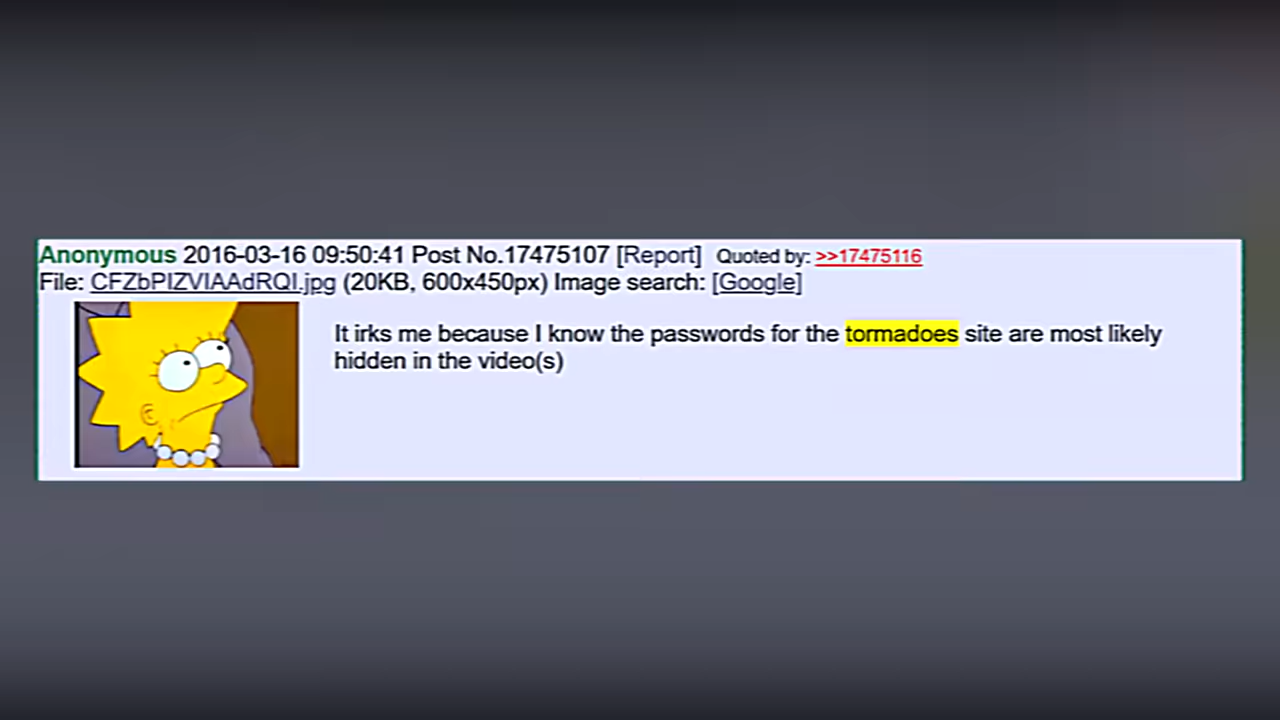 Anonymous 2016-03-16 09:50:41 Post No.17475107 [Report] Quoted by: >>17475116
File: CFZbPIZVIAAdRQI.jpg (20KB, 600x450px) Image search: [Google]
It irks me because I know the passwords for the tormadoes site are most likely
hidden in the video(s)